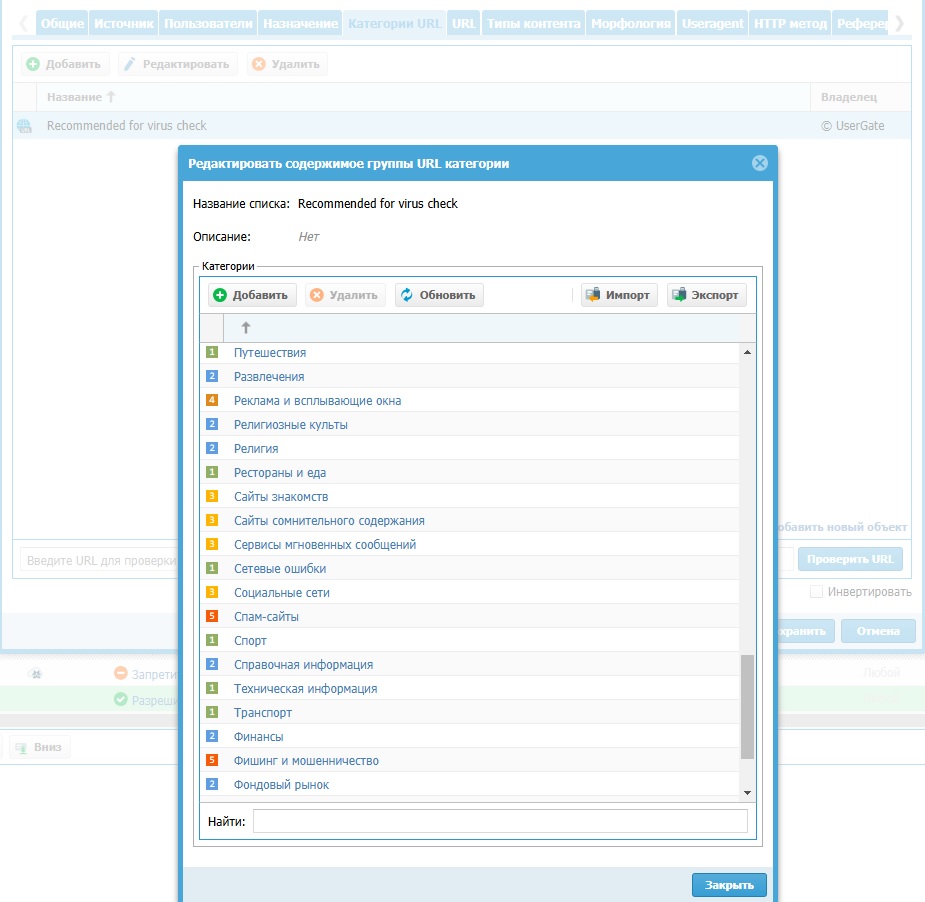 Общие Источник Пользователи Назначение Категории URL URL Типы контента Морфология Useragent HTTP метод
Добавить Редактировать Удалить
Название Владелец
Recommended for virus check © UserGate
Редактировать содержимое группы URL категории
Название списка: Recommended for virus check
Описание: Нет
Категории
Добавить Удалить Обновить Импорт Экспорт
1 Путешествия
2 Развлечения
4 Реклама и всплывающие окна
2 Религиозные культы
2 Религия
1 Рестораны и еда
3 Сайты знакомств
3 Сайты сомнительного содержания
3 Сервисы мгновенных сообщений
1 Сетевые ошибки
3 Социальные сети
5 Спам-сайты
1 Спорт
2 Справочная информация
1 Техническая информация
1 Транспорт
2 Финансы
5 Фишинг и мошенничество
2 Фондовый рынок
Найти:
Закрыть
обавить новый объект
Введите URL для проверки Проверить URL
Инвертировать
хранить Отмена
Запрети Любой
Разреши
Вниз